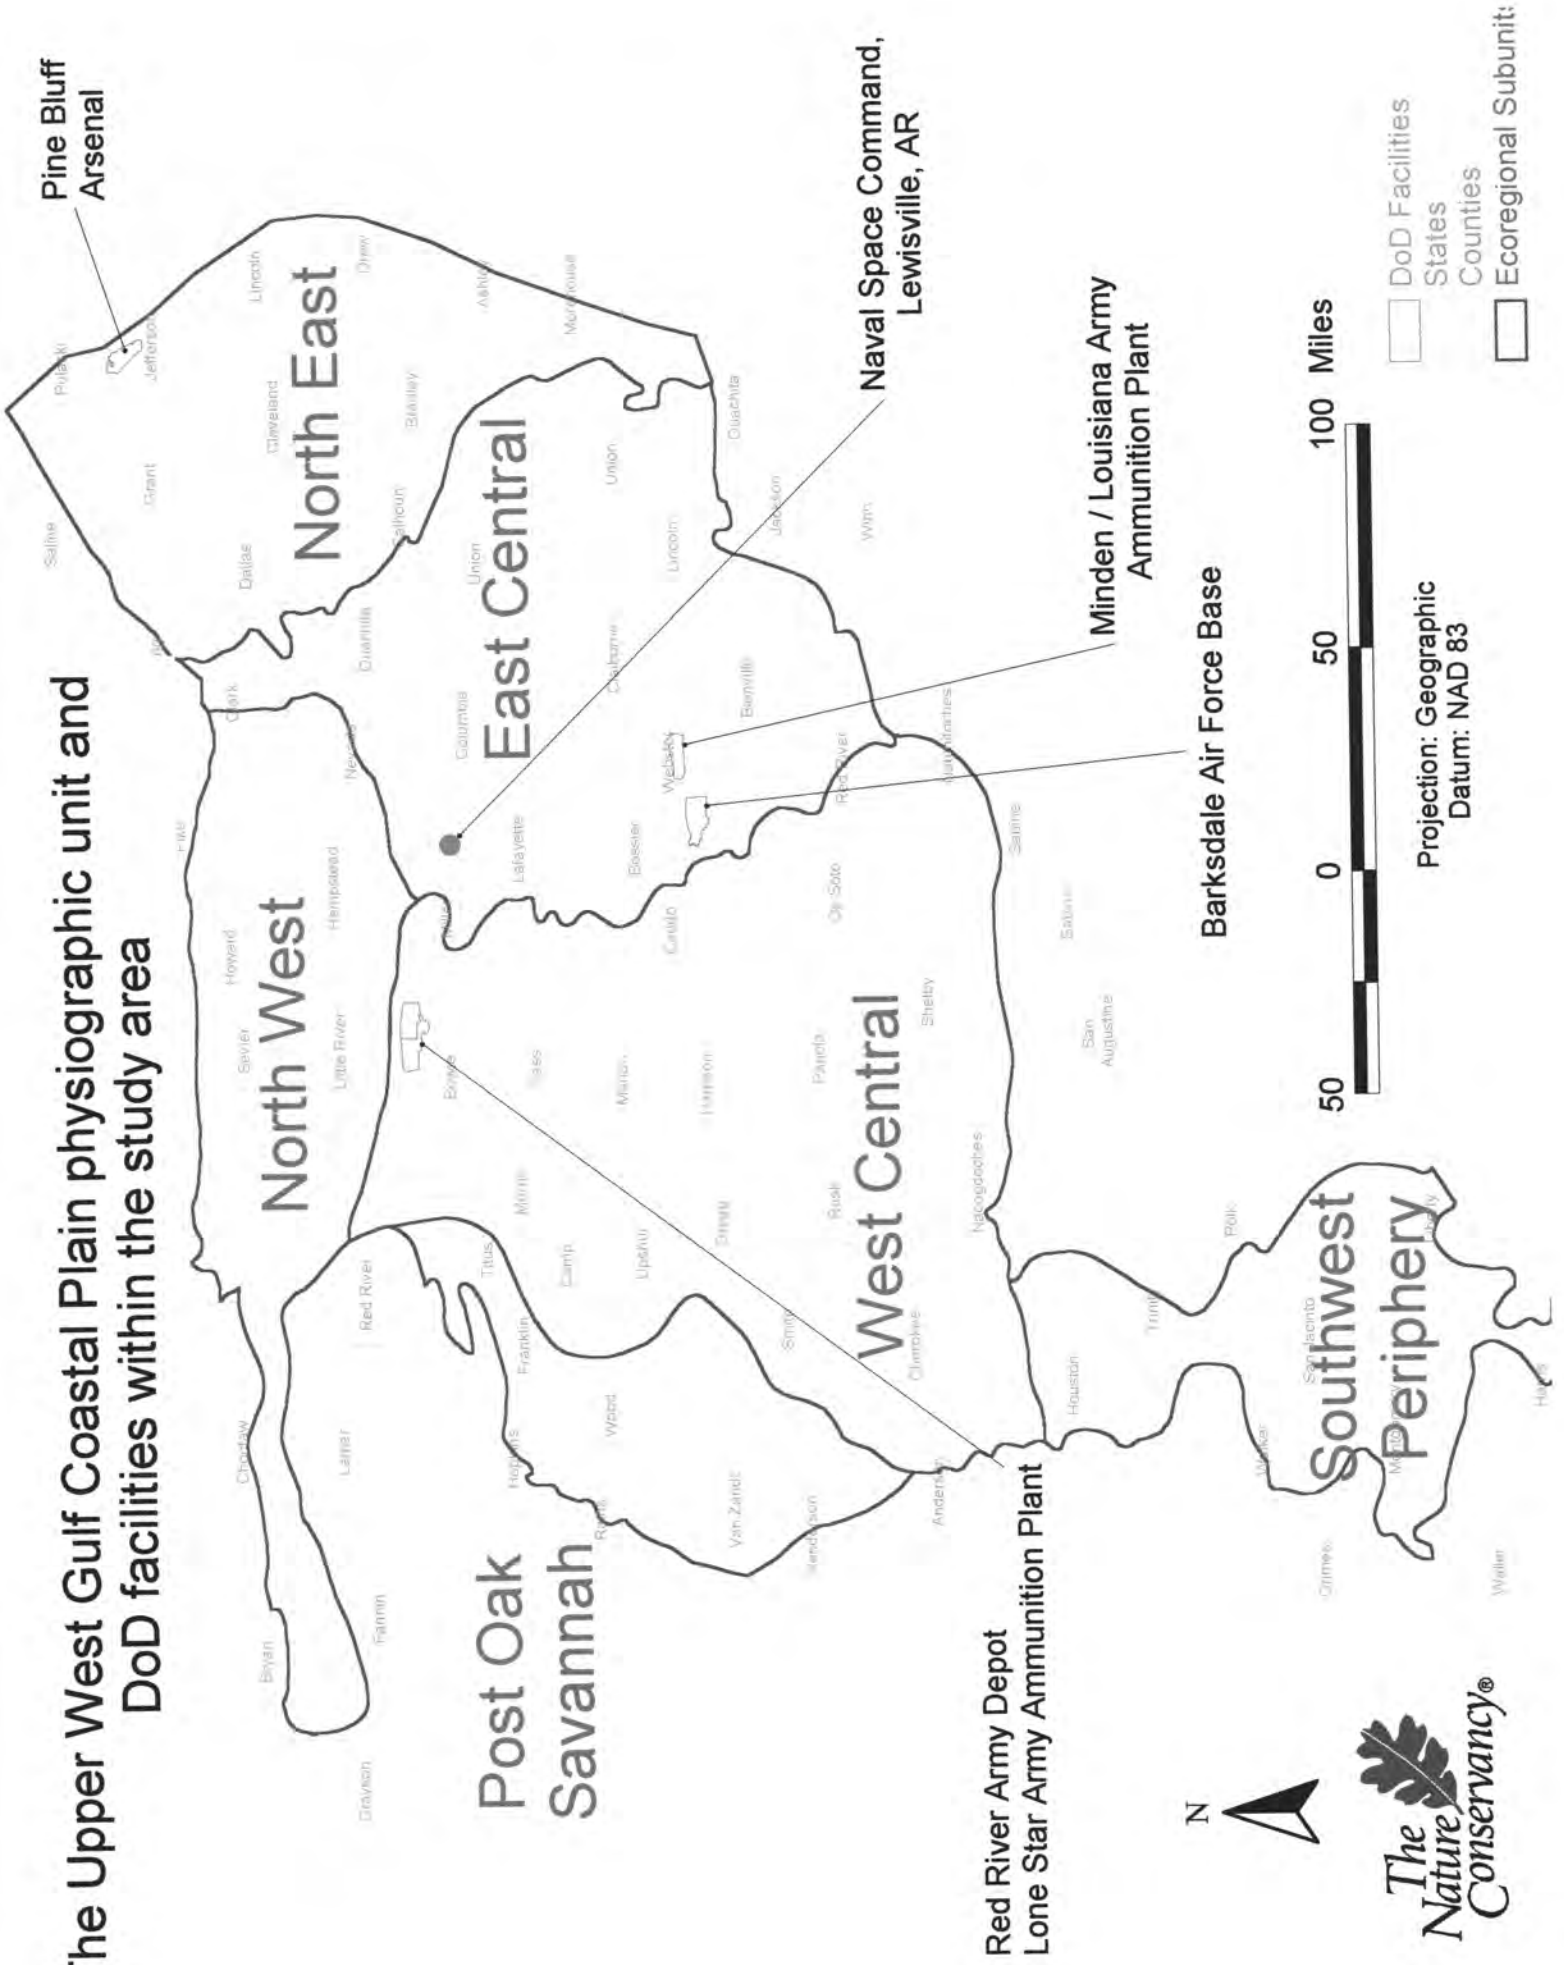 he Upper West Gulf Coastal Plain physiographic unit and
DoD facilities within the study area
Pine Bluff
Arsenal
Pulaski
Saline
Jefferson
Grant
Lincoln
Cleveland
Dallas
North East
Drew
Bradley
Calhoun
Ashley
Morehouse
Clark
Pike
Nevada
Ouachita
Howard
Hempstead
Sevier
Little River
North West
Columbia
Union
East Central
Lafayette
Union
Claiborne
Lincoln
Ouachita
Jackson
Winn
Bienville
Webster
Bossier
Caddo
Red River
Natchitoches
De Soto
Sabine
Sabine
Naval Space Command,
Lewisville, AR
Minden / Louisiana Army
Ammunition Plant
Barksdale Air Force Base
Choctaw
Bryan
Red River
Lamar
Fannin
Grayson
Bowie
Cass
Morris
Titus
Franklin
Hopkins
Camp
Marion
Upshur
Wood
Rains
Post Oak
Savannah
Harrison
Gregg
Smith
Van Zandt
Henderson
Panola
Rusk
Shelby
West Central
Cherokee
Anderson
Nacogdoches
San
Augustine
Houston
Trinity
Polk
Walker
San Jacinto
Liberty
Montgomery
Grimes
Waller
Harris
Southwest
Periphery
Red River Army Depot
Lone Star Army Ammunition Plant
N
The
Nature
Conservancy®
50 0 50 100 Miles
Projection: Geographic
Datum: NAD 83
DoD Facilities
States
Counties
Ecoregional Subunits